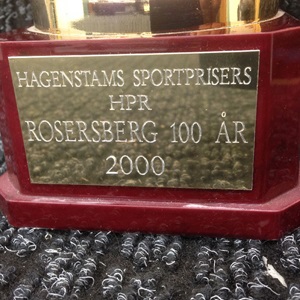 HAGENSTAMS SPORTPRISERS
HPR
ROSERSBERG 100 ÅR
2000